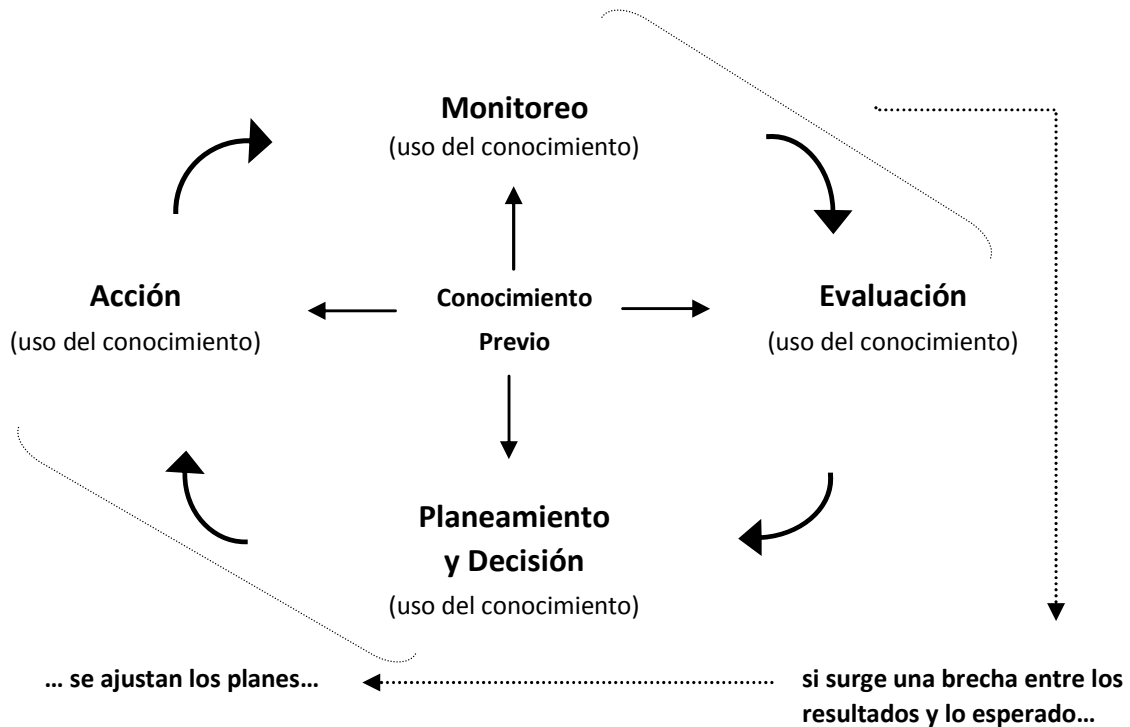 Monitoreo
(uso del conocimiento)
Acción
(uso del conocimiento)
Conocimiento
Previo
Evaluación
(uso del conocimiento)
Planeamiento
y Decisión
(uso del conocimiento)
... se ajustan los planes...
si surge una brecha entre los
resultados y lo esperado...